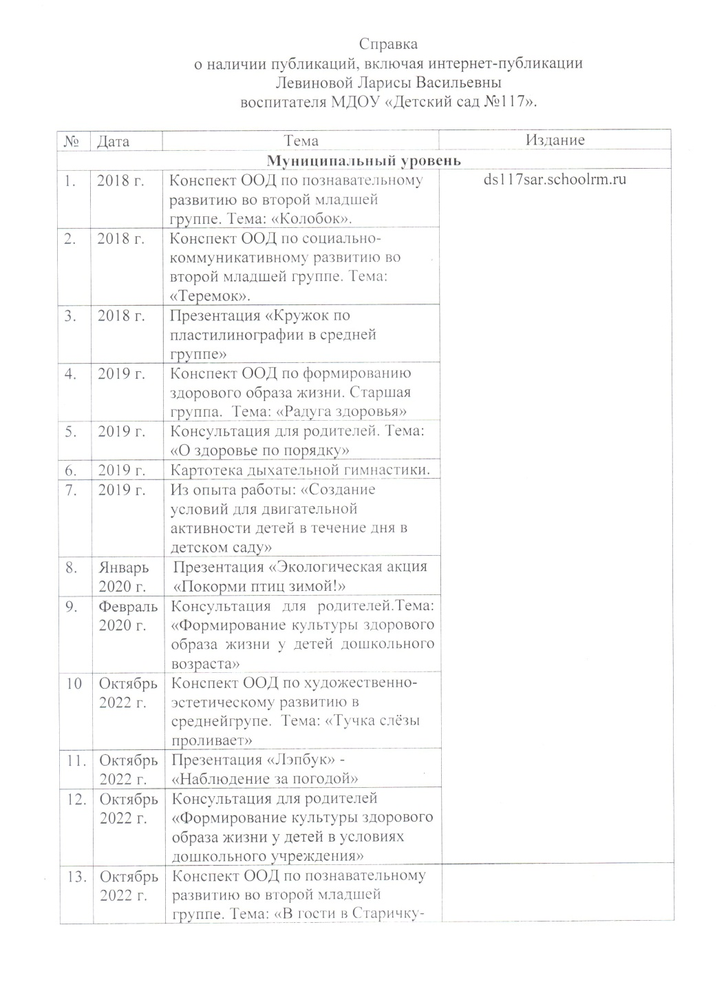 Справка
о наличии публикаций, включая интернет-публикации
Левиновой Ларисы Васильевны
воспитателя МДОУ «Детский сад №117».
№ Дата Тема Издание
Муниципальный уровень
1. 2018 г. Конспект ООД по познавательному ds117sar.schoolrm.ru
развитию во второй младшей
группе. Тема: «Колобок».
2. 2018 г. Конспект ООД по социально-
коммуникативному развитию во
второй младшей группе. Тема:
«Теремок».
3. 2018 г. Презентация «Кружок по
пластилинографии в средней
группе»
4. 2019 г. Конспект ООД по формированию
здорового образа жизни. Старшая
группа. Тема: «Радуга здоровья»
5. 2019 г. Консультация для родителей. Тема:
«О здоровье по порядку»
6. 2019 г. Картотека дыхательной гимнастики.
7. 2019 г. Из опыта работы: «Создание
условий для двигательной
активности детей в течение дня в
детском саду»
8. Январь Презентация «Экологическая акция
2020 г. «Покорми птиц зимой!»
9. Февраль Консультация для родителей.Тема:
2020 г. «Формирование культуры здорового
образа жизни у детей дошкольного
возраста»
10 Октябрь Конспект ООД по художественно-
2022 г. эстетическому развитию в
среднейгрупе. Тема: «Тучка слёзы
проливает»
11. Октябрь Презентация «Лэпбук» -
2022 г. «Наблюдение за погодой»
12. Октябрь Консультация для родителей
2022 г. «Формирование культуры здорового
образа жизни у детей в условиях
дошкольного учреждения»
13. Октябрь Конспект ООД по познавательному
2022 г. развитию во второй младшей
группе. Тема: «В гости в Старичку-